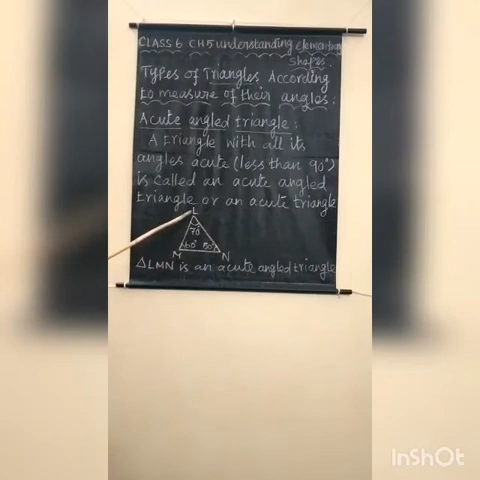 CLASS 6 CH5 understanding elementary
shapes.
Types of Triangles According
to measure of their angles:
Acute angled triangle:
A triangle with all its
angles acute (less than 90°)
is called an acute angled
triangle or an acute triangle
L
70°
60° 50°
M N
△LMN is an acute angled triangle
InShOt